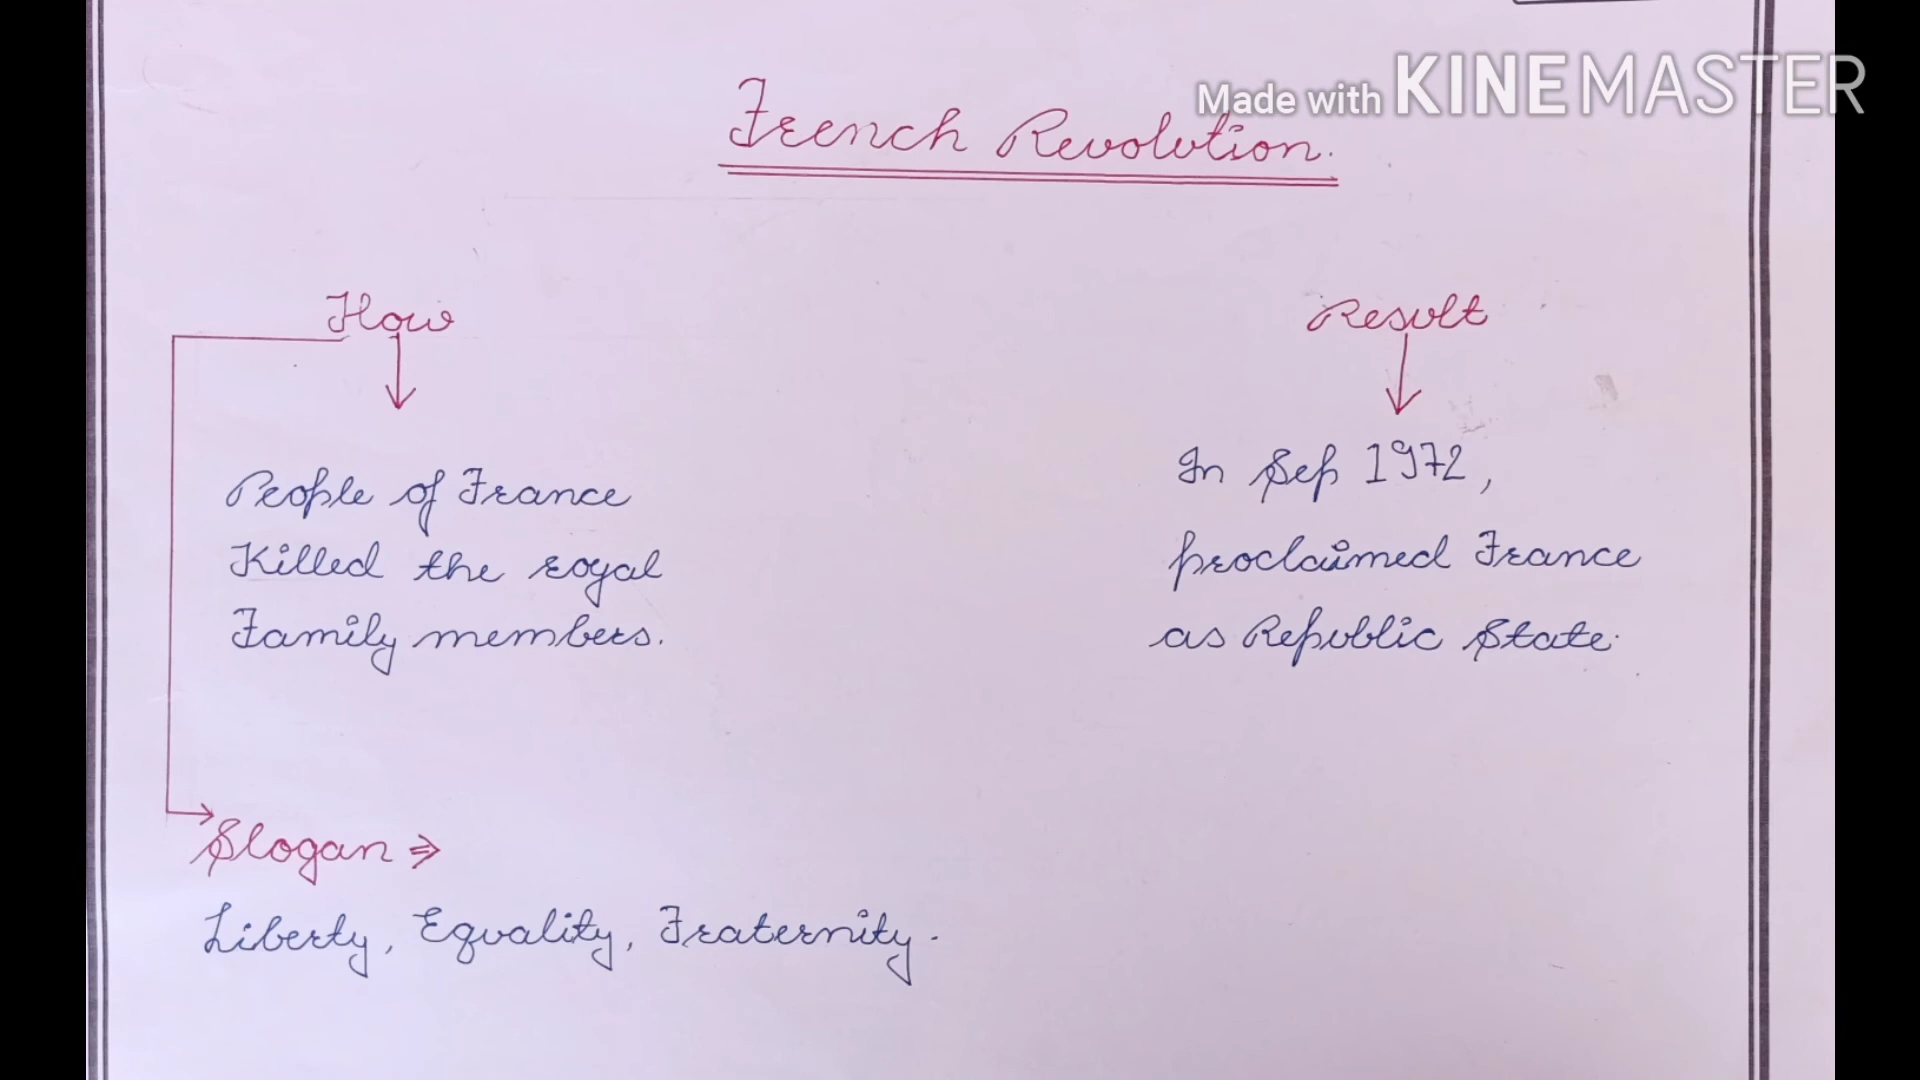 Made with KINEMASTER
French Revolution.
How
People of France
Killed the royal
Family members.
Slogan ⇒
Liberty, Equality, Fraternity.
Result
In Sep 1972,
proclaimed France
as Republic State.